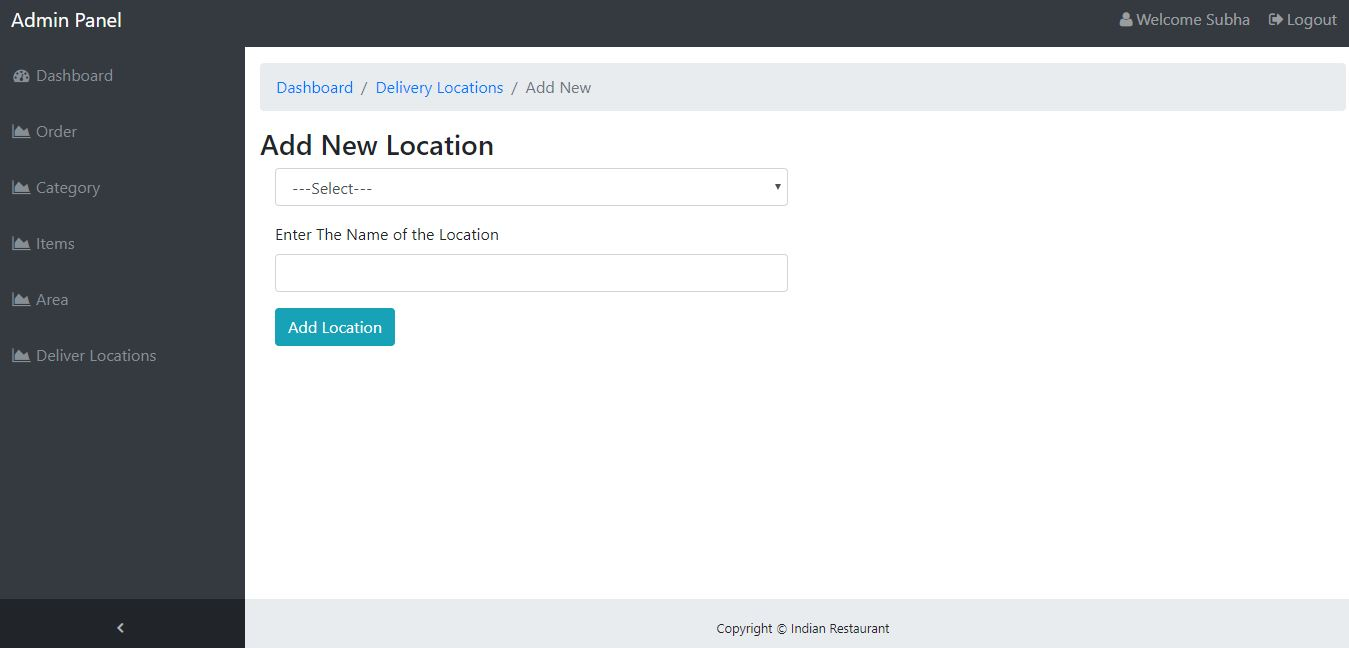 Admin Panel
Welcome Subha Logout
Dashboard
Order
Category
Items
Area
Deliver Locations
Dashboard / Delivery Locations / Add New
Add New Location
---Select---
Enter The Name of the Location
Add Location
Copyright © Indian Restaurant